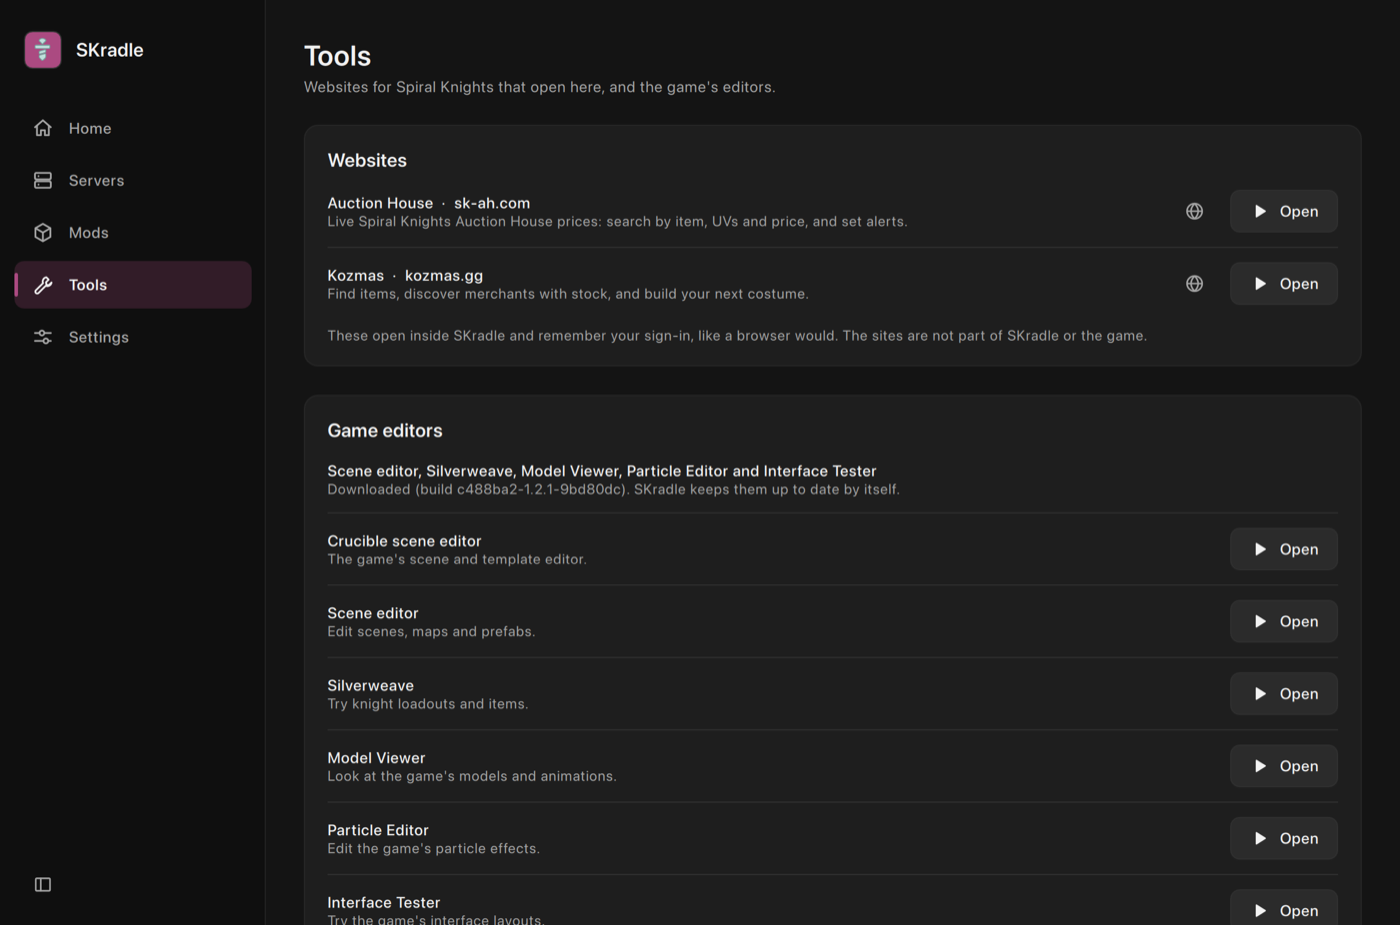 SKradle
Home
Servers
Mods
Tools
Settings
Tools
Websites for Spiral Knights that open here, and the game's editors.
Websites
Auction House · sk-ah.com
Live Spiral Knights Auction House prices: search by item, UVs and price, and set alerts.
Open
Kozmas · kozmas.gg
Find items, discover merchants with stock, and build your next costume.
Open
These open inside SKradle and remember your sign-in, like a browser would. The sites are not part of SKradle or the game.
Game editors
Scene editor, Silverweave, Model Viewer, Particle Editor and Interface Tester
Downloaded (build c488ba2-1.2.1-9bd80dc). SKradle keeps them up to date by itself.
Crucible scene editor
The game's scene and template editor.
Open
Scene editor
Edit scenes, maps and prefabs.
Open
Silverweave
Try knight loadouts and items.
Open
Model Viewer
Look at the game's models and animations.
Open
Particle Editor
Edit the game's particle effects.
Open
Interface Tester
Try the game's interface layouts.
Open